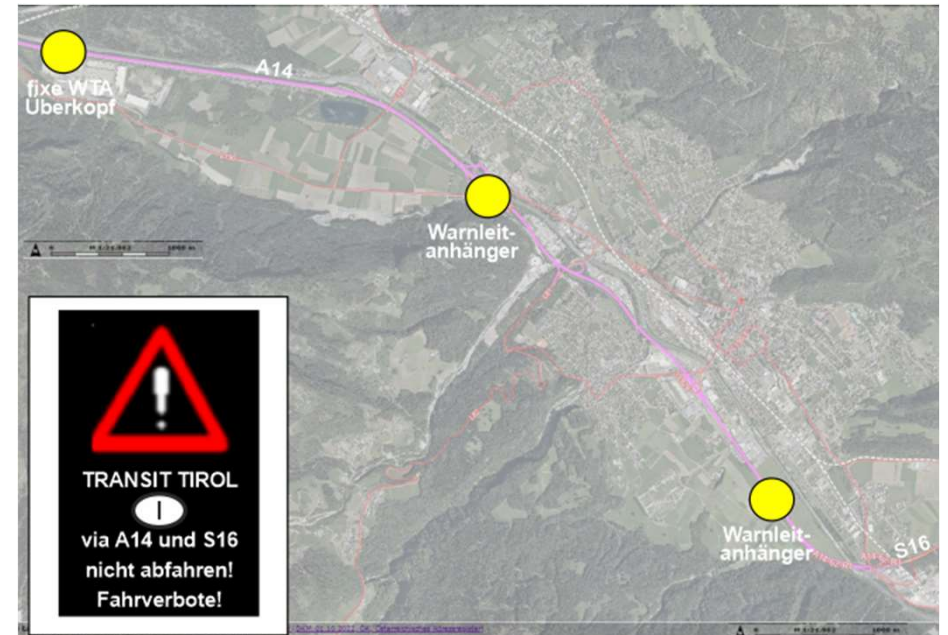 A14
fixe WTA
Überkopf
Warnleit-
anhänger
TRANSIT TIROL
I
via A14 und S16
nicht abfahren!
Fahrverbote!
Warnleit-
anhänger
S16